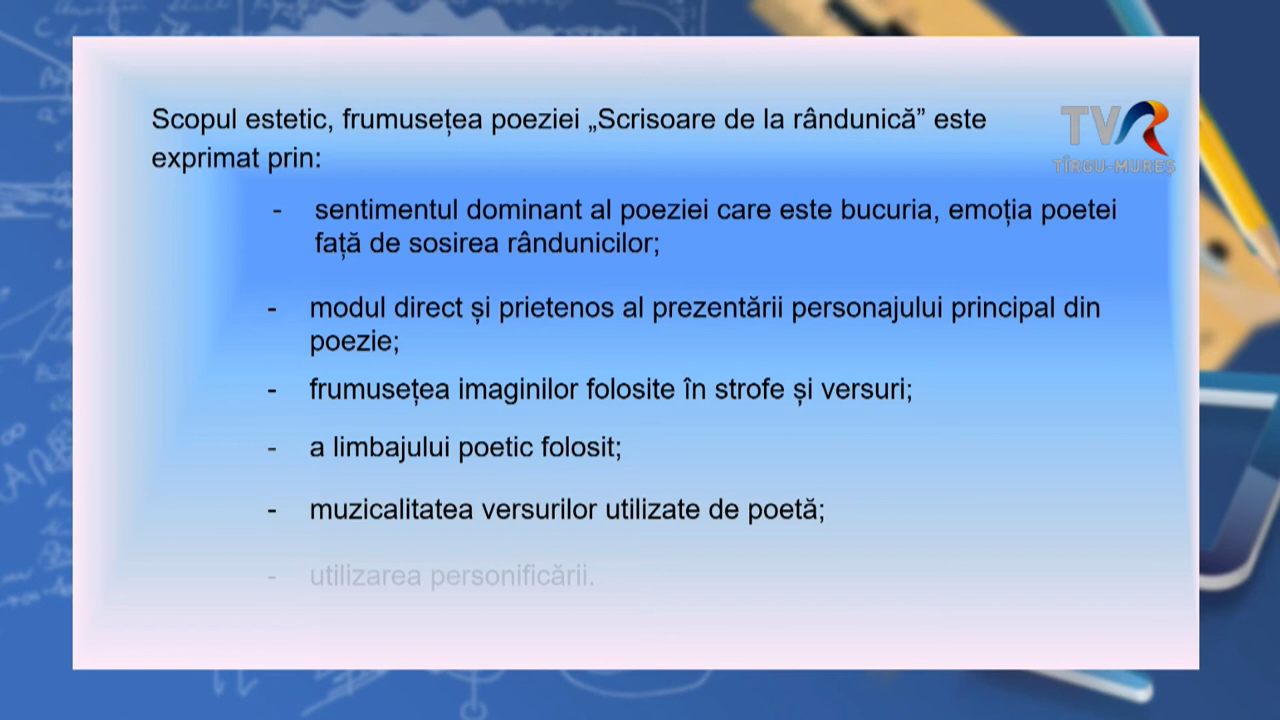 Scopul estetic, frumusețea poeziei „Scrisoare de la rândunică” este
exprimat prin:
TVR
TÎRGU-MUREȘ
- sentimentul dominant al poeziei care este bucuria, emoția poetei
față de sosirea rândunicilor;
- modul direct și prietenos al prezentării personajului principal din
poezie;
- frumusețea imaginilor folosite în strofe și versuri;
- a limbajului poetic folosit;
- muzicalitatea versurilor utilizate de poetă;
- utilizarea personificării.